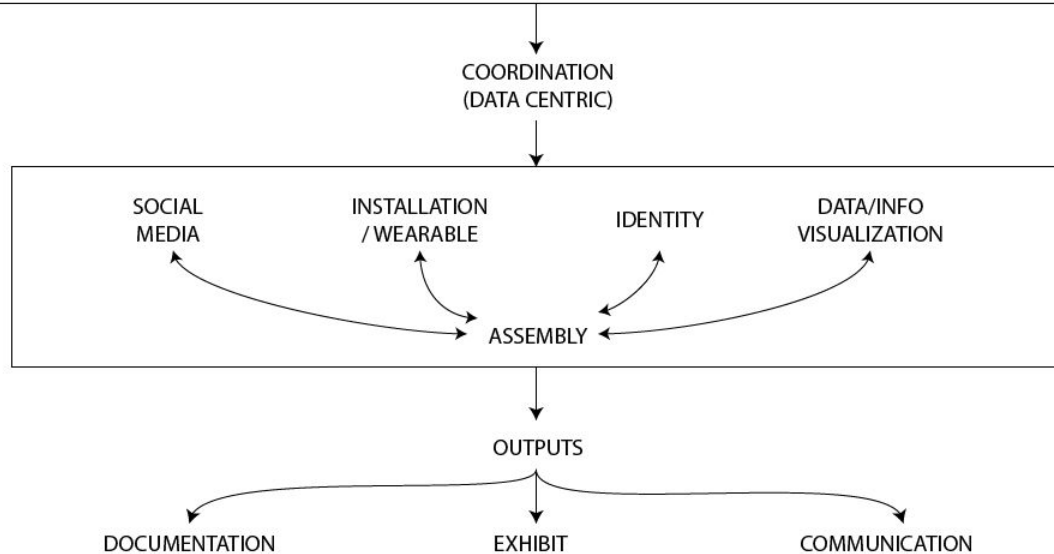 COORDINATION
(DATA CENTRIC)
SOCIAL
MEDIA
INSTALLATION
/ WEARABLE
IDENTITY
DATA/INFO
VISUALIZATION
ASSEMBLY
OUTPUTS
DOCUMENTATION
EXHIBIT
COMMUNICATION